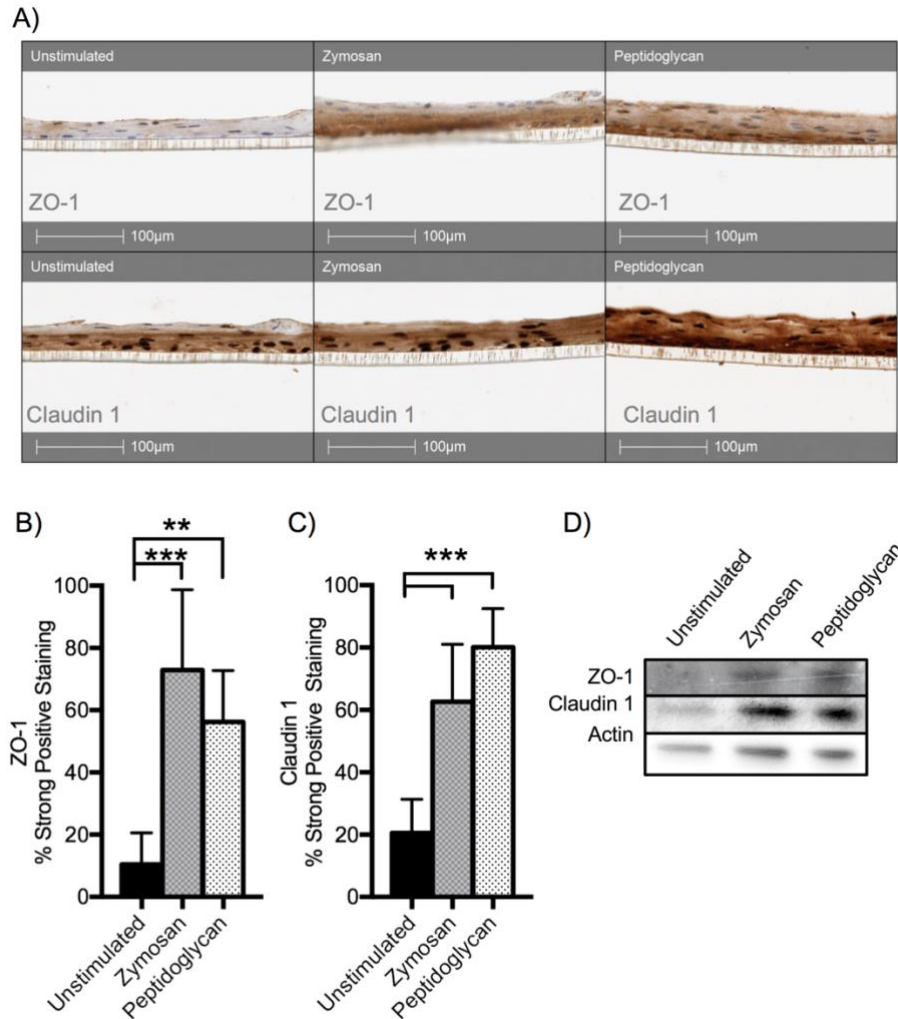 A)
Unstimulated Zymosan Peptidoglycan
ZO-1 ZO-1 ZO-1
100µm 100µm 100µm
Unstimulated Zymosan Peptidoglycan
Claudin 1 Claudin 1 Claudin 1
100µm 100µm 100µm
B)
**
***
100
80
60
40
20
0
ZO-1
% Strong Positive Staining
Unstimulated
Zymosan
Peptidoglycan
C)
***
100
80
60
40
20
0
Claudin 1
% Strong Positive Staining
Unstimulated
Zymosan
Peptidoglycan
D)
Unstimulated
Zymosan
Peptidoglycan
ZO-1
Claudin 1
Actin